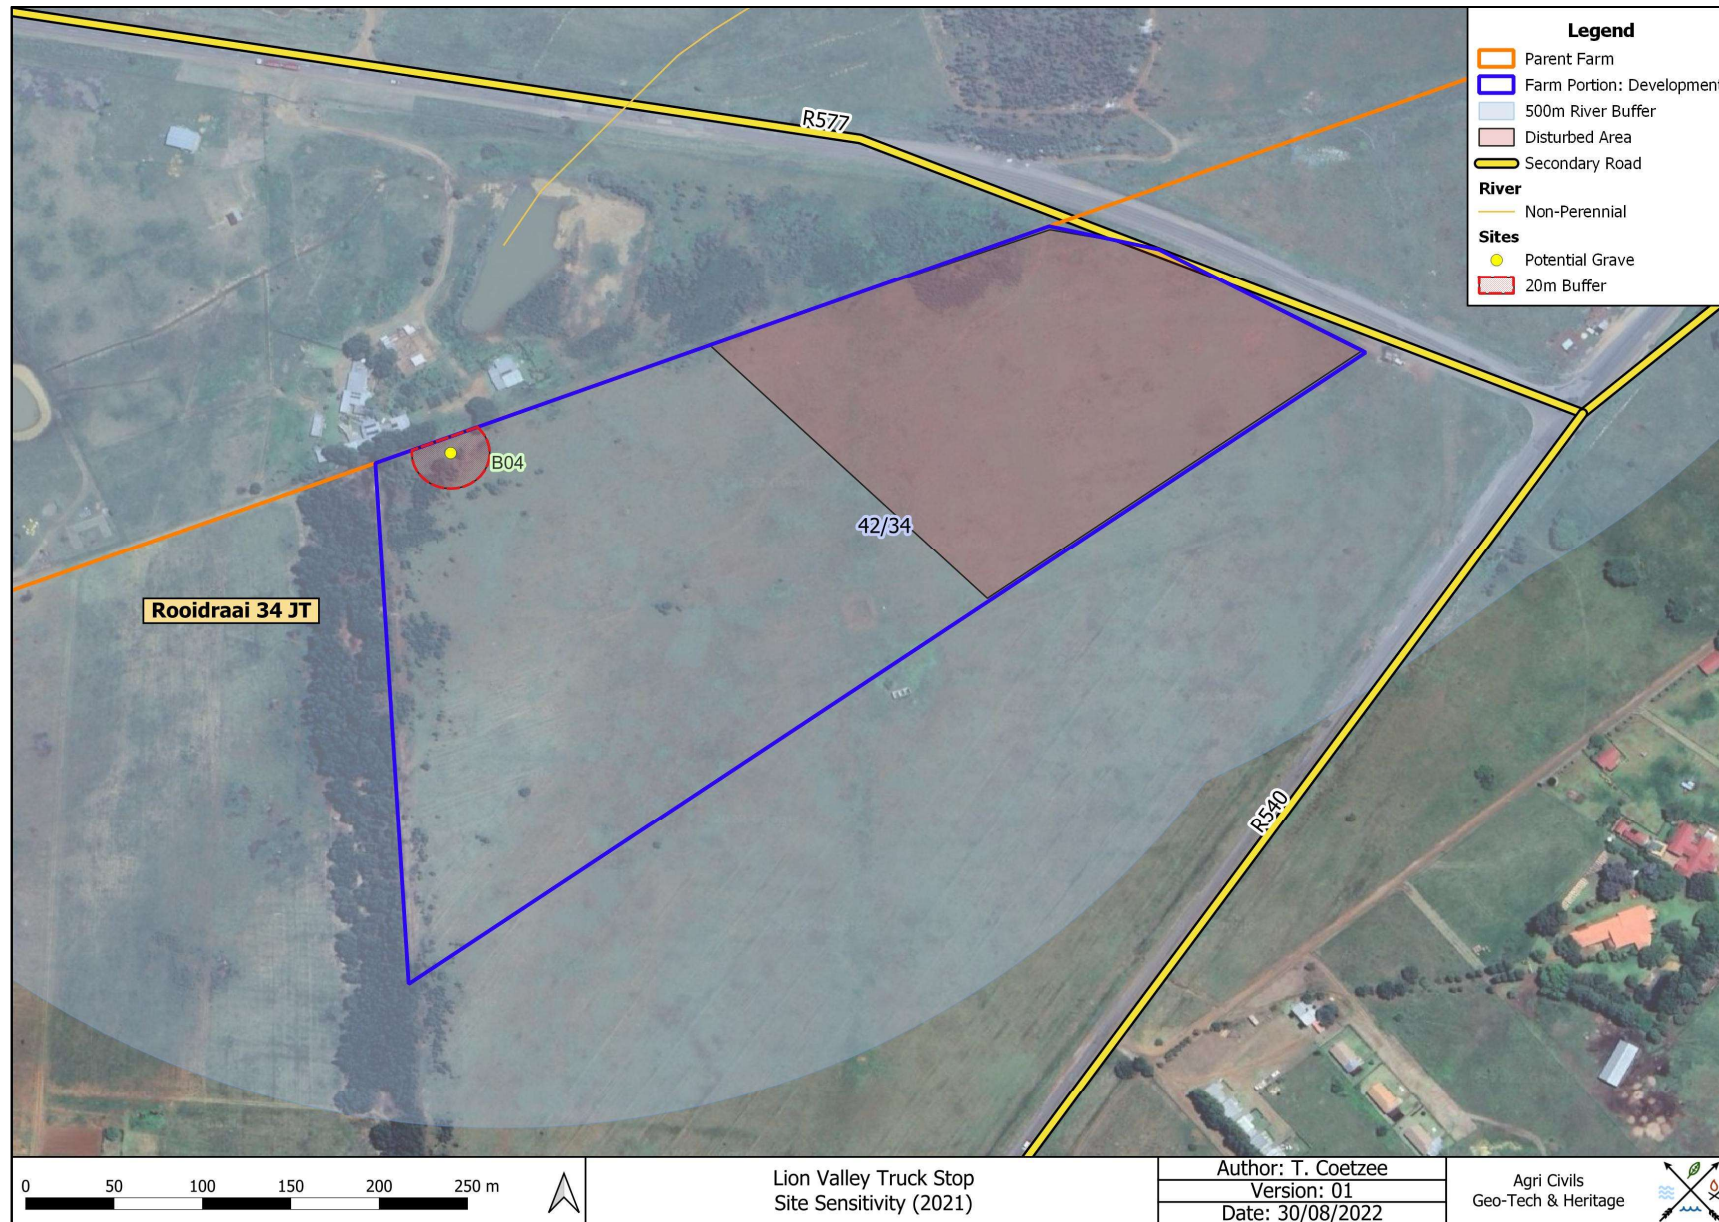 Legend
Parent Farm
Farm Portion: Development
500m River Buffer
Disturbed Area
Secondary Road
River
Non-Perennial
Sites
Potential Grave
20m Buffer
R577
B04
42/34
Rooidraai 34 JT
R540
0 50 100 150 200 250 m
Lion Valley Truck Stop
Site Sensitivity (2021)
Author: T. Coetzee
Version: 01
Date: 30/08/2022
Agri Civils
Geo-Tech & Heritage